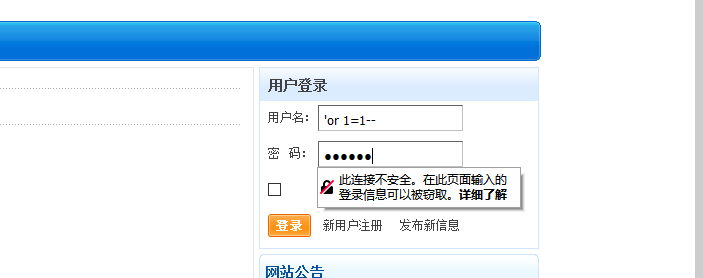 用户登录
用户名: 'or 1=1--
密 码: ●●●●●●
此连接不安全。在此页面输入的
登录信息可以被窃取。详细了解
登录 新用户注册 发布新信息
网站公告